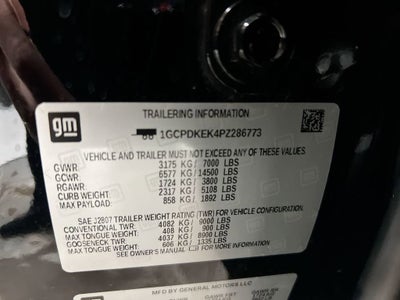 gm
TRAILERING INFORMATION
86 1GCPDKEK4PZ286773
VEHICLE AND TRAILER MUST NOT EXCEED ANY OF THESE VALUES
GVWR: 3175 KG/ 7000 LBS
GCWR: 6577 KG/ 14500 LBS
RGAWR: 1724 KG/ 3800 LBS
CURB WEIGHT: 2317 KG/ 5108 LBS
MAX PAYLOAD: 858 KG/ 1892 LBS
SAE J2807 TRAILER WEIGHT RATING (TWR) FOR VEHICLE CONFIGURATION.
CONVENTIONAL TWR: 4082 KG/ 9000 LBS
MAX TONGUE WEIGHT: 408 KG/ 900 LBS
GOOSENECK TWR: 4037 KG/ 8900 LBS
MAX TONGUE WEIGHT: 606 KG/ 1335 LBS
SEE OWNER'S MANUAL
MFD BY GENERAL MOTORS LLC